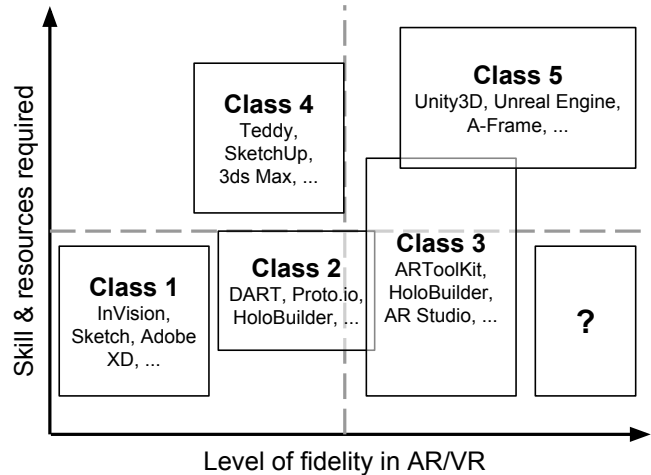 Skill & resources required
Class 4
Teddy,
SketchUp,
3ds Max, ...
Class 5
Unity3D, Unreal Engine,
A-Frame, ...
Class 1
InVision,
Sketch, Adobe
XD, ...
Class 2
DART, Proto.io,
HoloBuilder, ...
Class 3
ARToolKit,
HoloBuilder,
AR Studio, ...
?
Level of fidelity in AR/VR